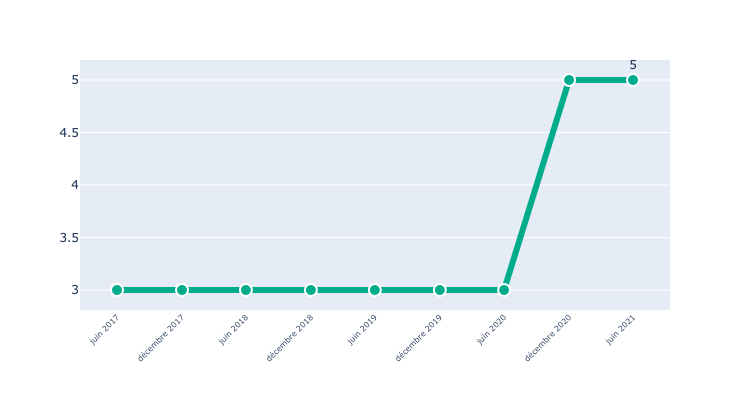 5
5
4.5
4
3.5
3
juin 2017
décembre 2017
juin 2018
décembre 2018
juin 2019
décembre 2019
juin 2020
décembre 2020
juin 2021